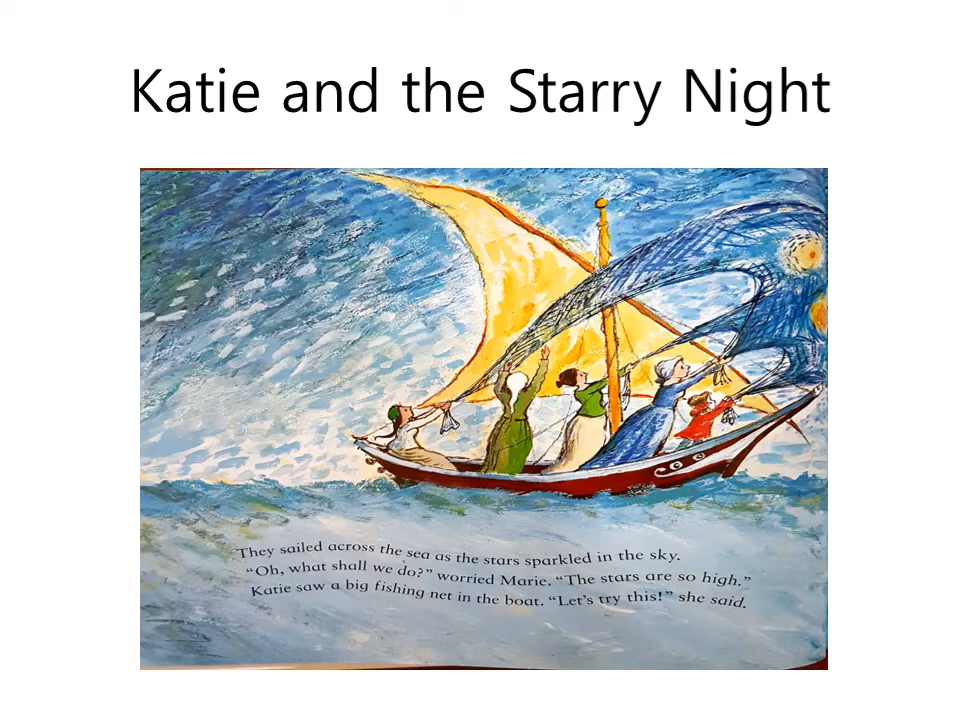 Katie and the Starry Night
They sailed across the sea as the stars sparkled in the sky.
“Oh, what shall we do?” worried Marie. “The stars are so high.”
Katie saw a big fishing net in the boat. “Let’s try this!” she said.